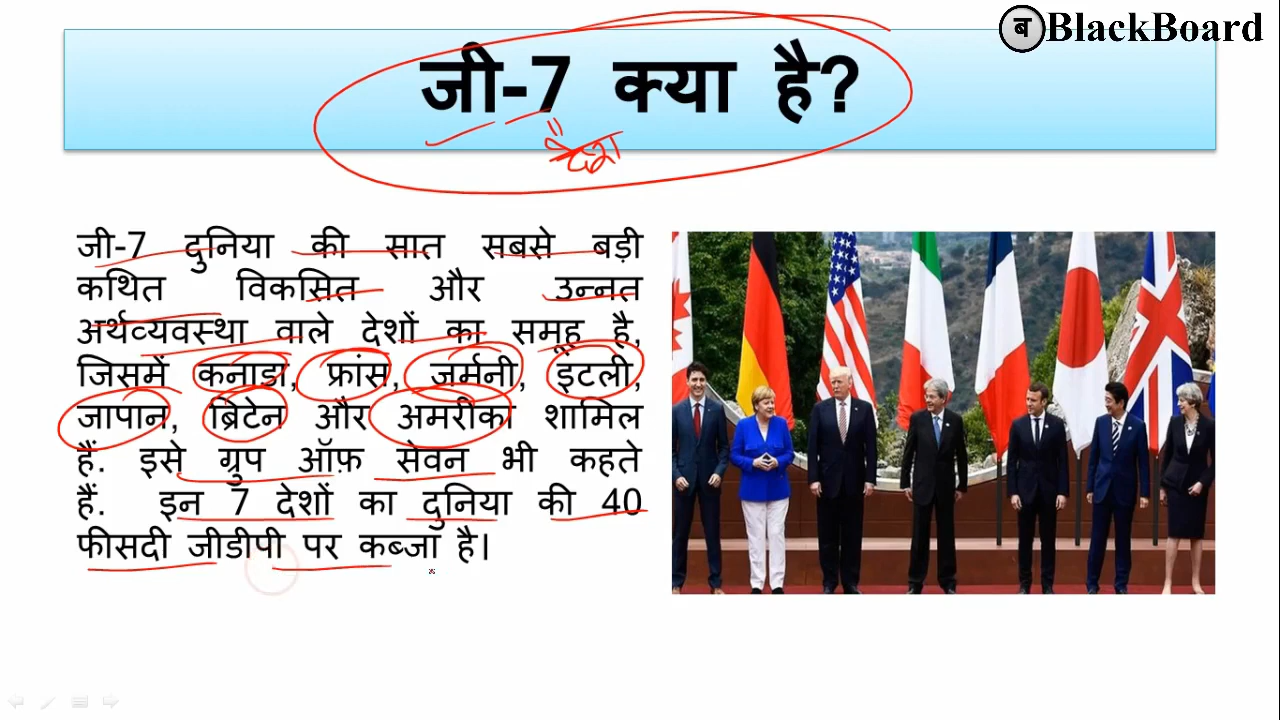 ब BlackBoard
जी-7 क्या है?
देश
जी-7 दुनिया की सात सबसे बड़ी
कथित विकसित और उन्नत
अर्थव्यवस्था वाले देशों का समूह है,
जिसमें कनाडा, फ्रांस, जर्मनी, इटली,
जापान, ब्रिटेन और अमरीका शामिल
हैं. इसे ग्रुप ऑफ़ सेवन भी कहते
हैं. इन 7 देशों का दुनिया की 40
फीसदी जीडीपी पर कब्जा है।